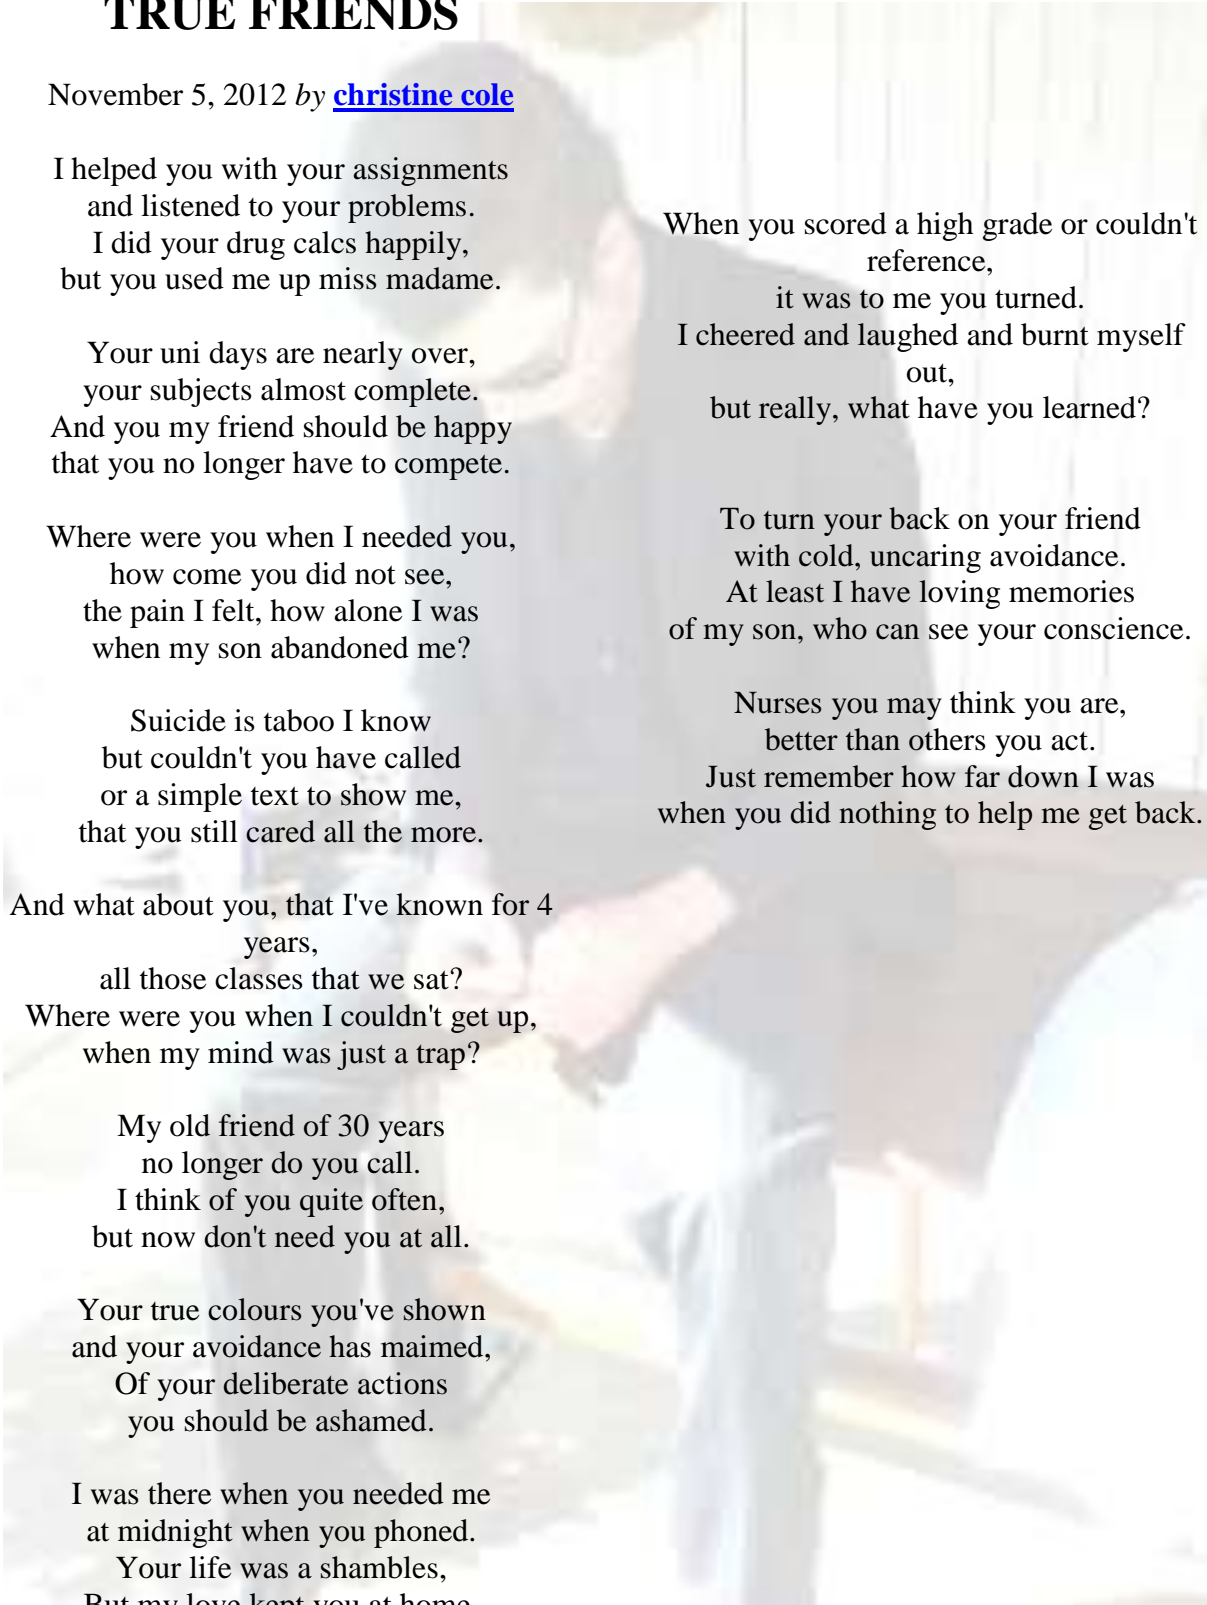 TRUE FRIENDS
November 5, 2012 by christine cole
I helped you with your assignments
and listened to your problems.
I did your drug calcs happily,
but you used me up miss madame.
Your uni days are nearly over,
your subjects almost complete.
And you my friend should be happy
that you no longer have to compete.
Where were you when I needed you,
how come you did not see,
the pain I felt, how alone I was
when my son abandoned me?
Suicide is taboo I know
but couldn't you have called
or a simple text to show me,
that you still cared all the more.
And what about you, that I've known for 4
years,
all those classes that we sat?
Where were you when I couldn't get up,
when my mind was just a trap?
My old friend of 30 years
no longer do you call.
I think of you quite often,
but now don't need you at all.
Your true colours you've shown
and your avoidance has maimed,
Of your deliberate actions
you should be ashamed.
I was there when you needed me
at midnight when you phoned.
Your life was a shambles,
But my love kept you at home.
When you scored a high grade or couldn't
reference,
it was to me you turned.
I cheered and laughed and burnt myself
out,
but really, what have you learned?
To turn your back on your friend
with cold, uncaring avoidance.
At least I have loving memories
of my son, who can see your conscience.
Nurses you may think you are,
better than others you act.
Just remember how far down I was
when you did nothing to help me get back.